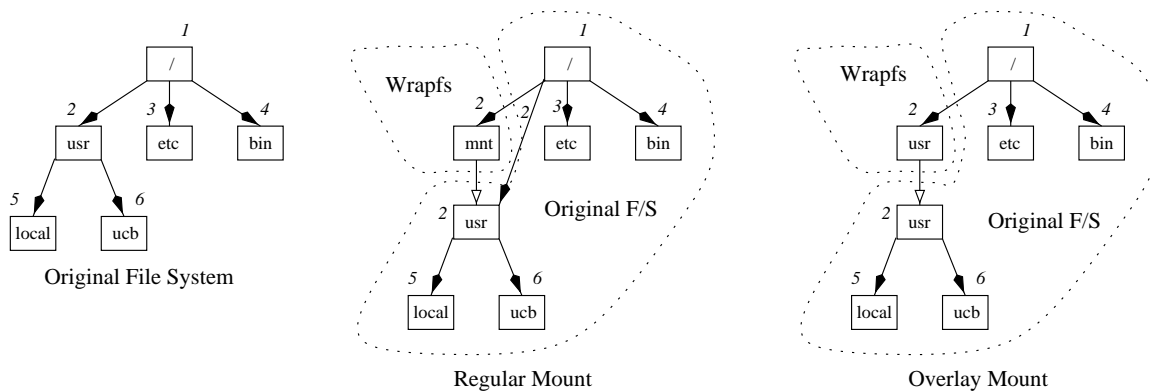 1
/
2
3
4
usr
etc
bin
5
6
local
ucb
Original File System
1
/
Wrapfs
2
2
3
4
mnt
etc
bin
2
usr
Original F/S
5
6
local
ucb
Regular Mount
1
/
Wrapfs
2
3
4
usr
etc
bin
2
usr
Original F/S
5
6
local
ucb
Overlay Mount